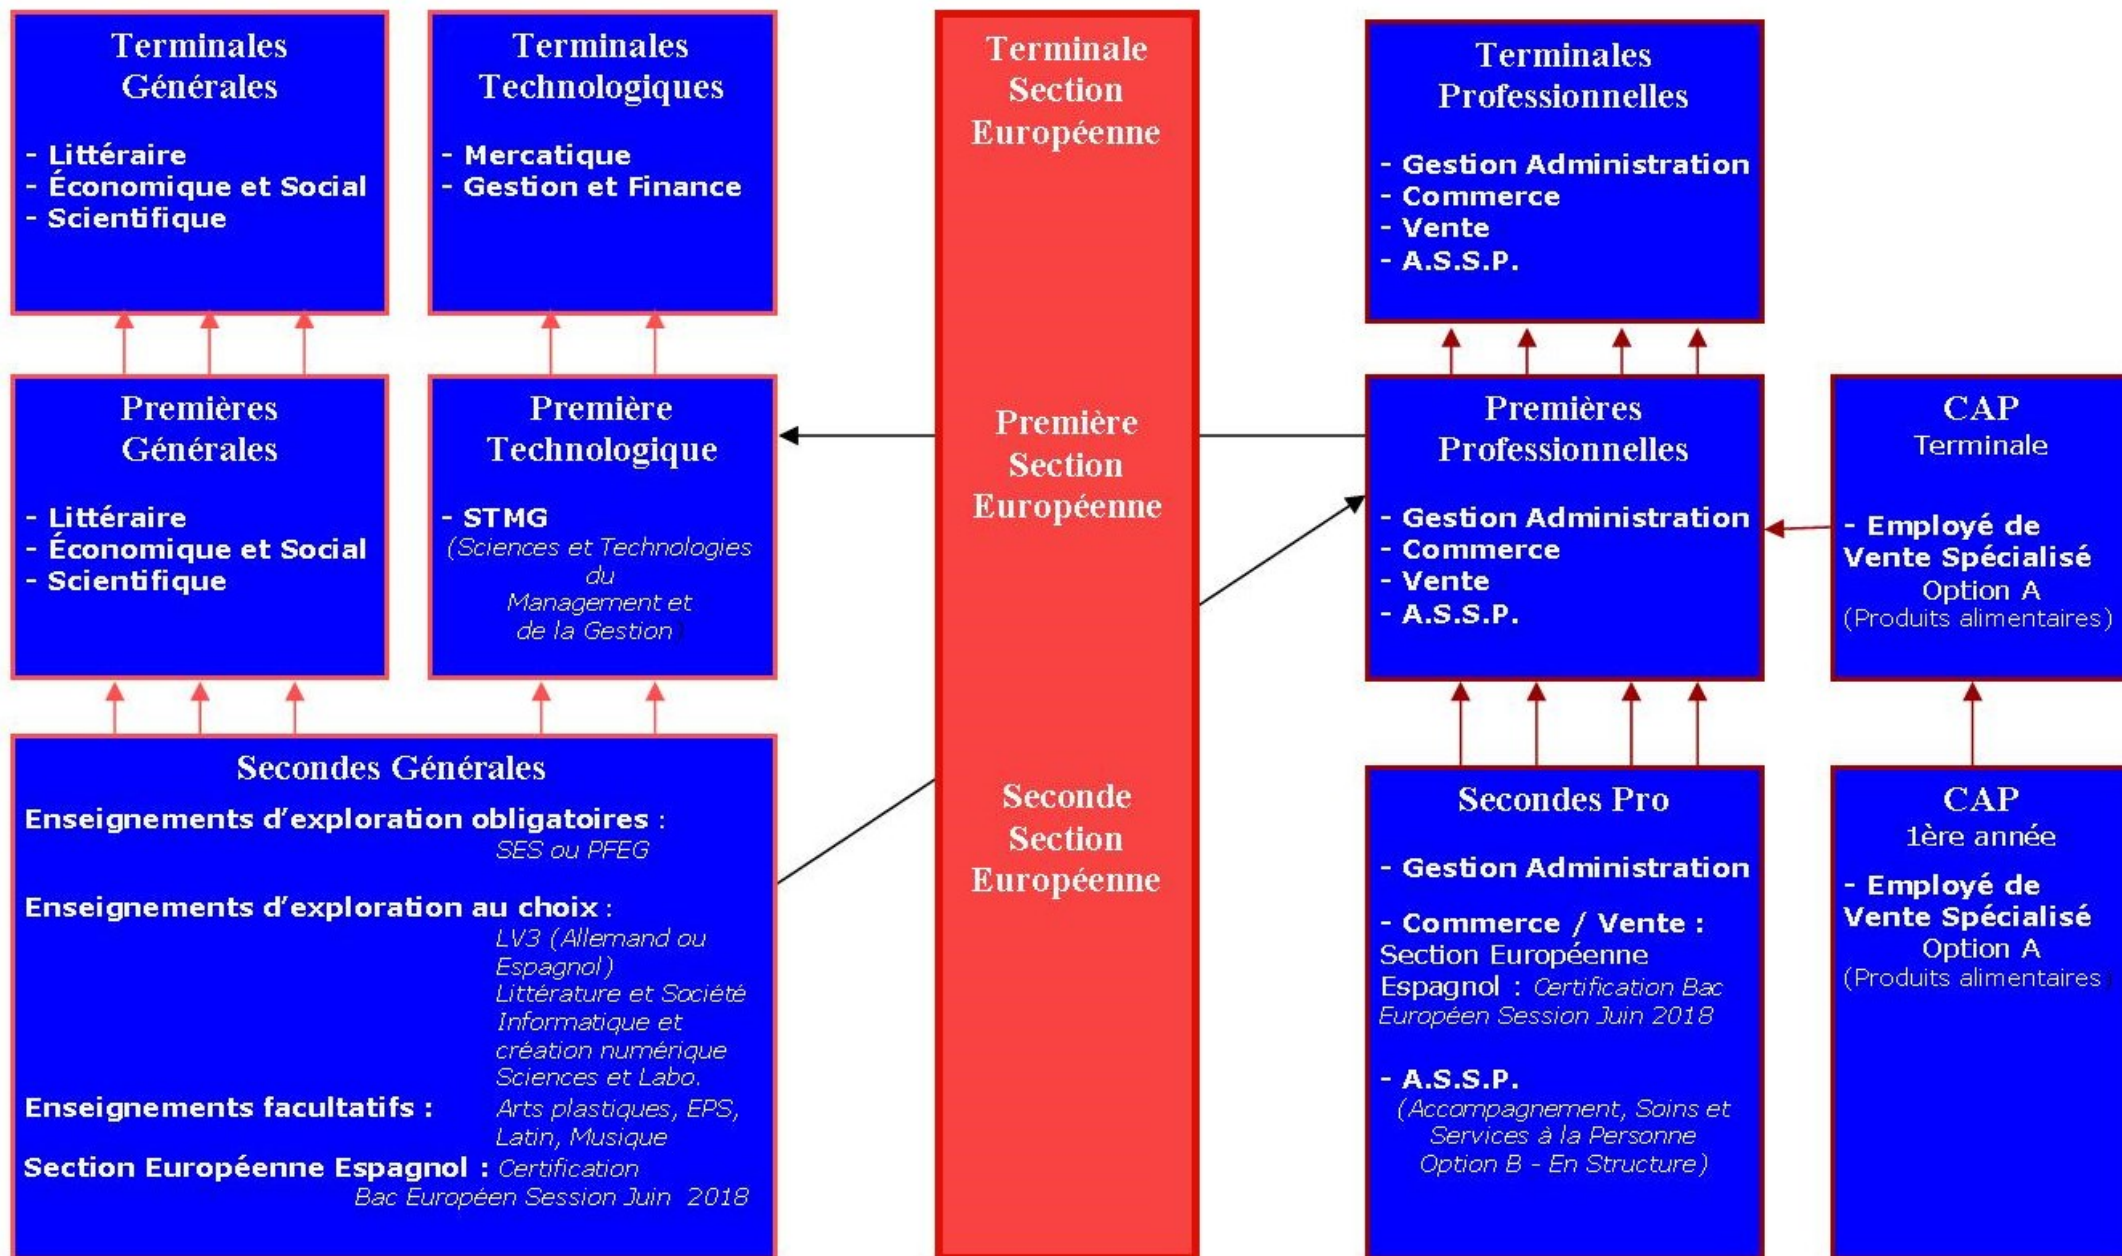 Terminales
Générales
- Littéraire
- Économique et Social
- Scientifique
Terminales
Technologiques
- Mercatique
- Gestion et Finance
Terminale
Section
Européenne
Terminales
Professionnelles
- Gestion Administration
- Commerce
- Vente
- A.S.S.P.
Premières
Générales
- Littéraire
- Économique et Social
- Scientifique
Première
Technologique
- STMG
(Sciences et Technologies
du
Management et
de la Gestion)
Première
Section
Européenne
Premières
Professionnelles
- Gestion Administration
- Commerce
- Vente
- A.S.S.P.
CAP
Terminale
- Employé de
Vente Spécialisé
Option A
(Produits alimentaires)
Secondes Générales
Enseignements d'exploration obligatoires :
SES ou PFEG
Enseignements d'exploration au choix :
LV3 (Allemand ou
Espagnol)
Littérature et Société
Informatique et
création numérique
Sciences et Labo.
Enseignements facultatifs : Arts plastiques, EPS,
Latin, Musique
Section Européenne Espagnol : Certification
Bac Européen Session Juin 2018
Seconde
Section
Européenne
Secondes Pro
- Gestion Administration
- Commerce / Vente :
Section Européenne
Espagnol : Certification Bac
Européen Session Juin 2018
- A.S.S.P.
(Accompagnement, Soins et
Services à la Personne
Option B - En Structure)
CAP
1ère année
- Employé de
Vente Spécialisé
Option A
(Produits alimentaires)